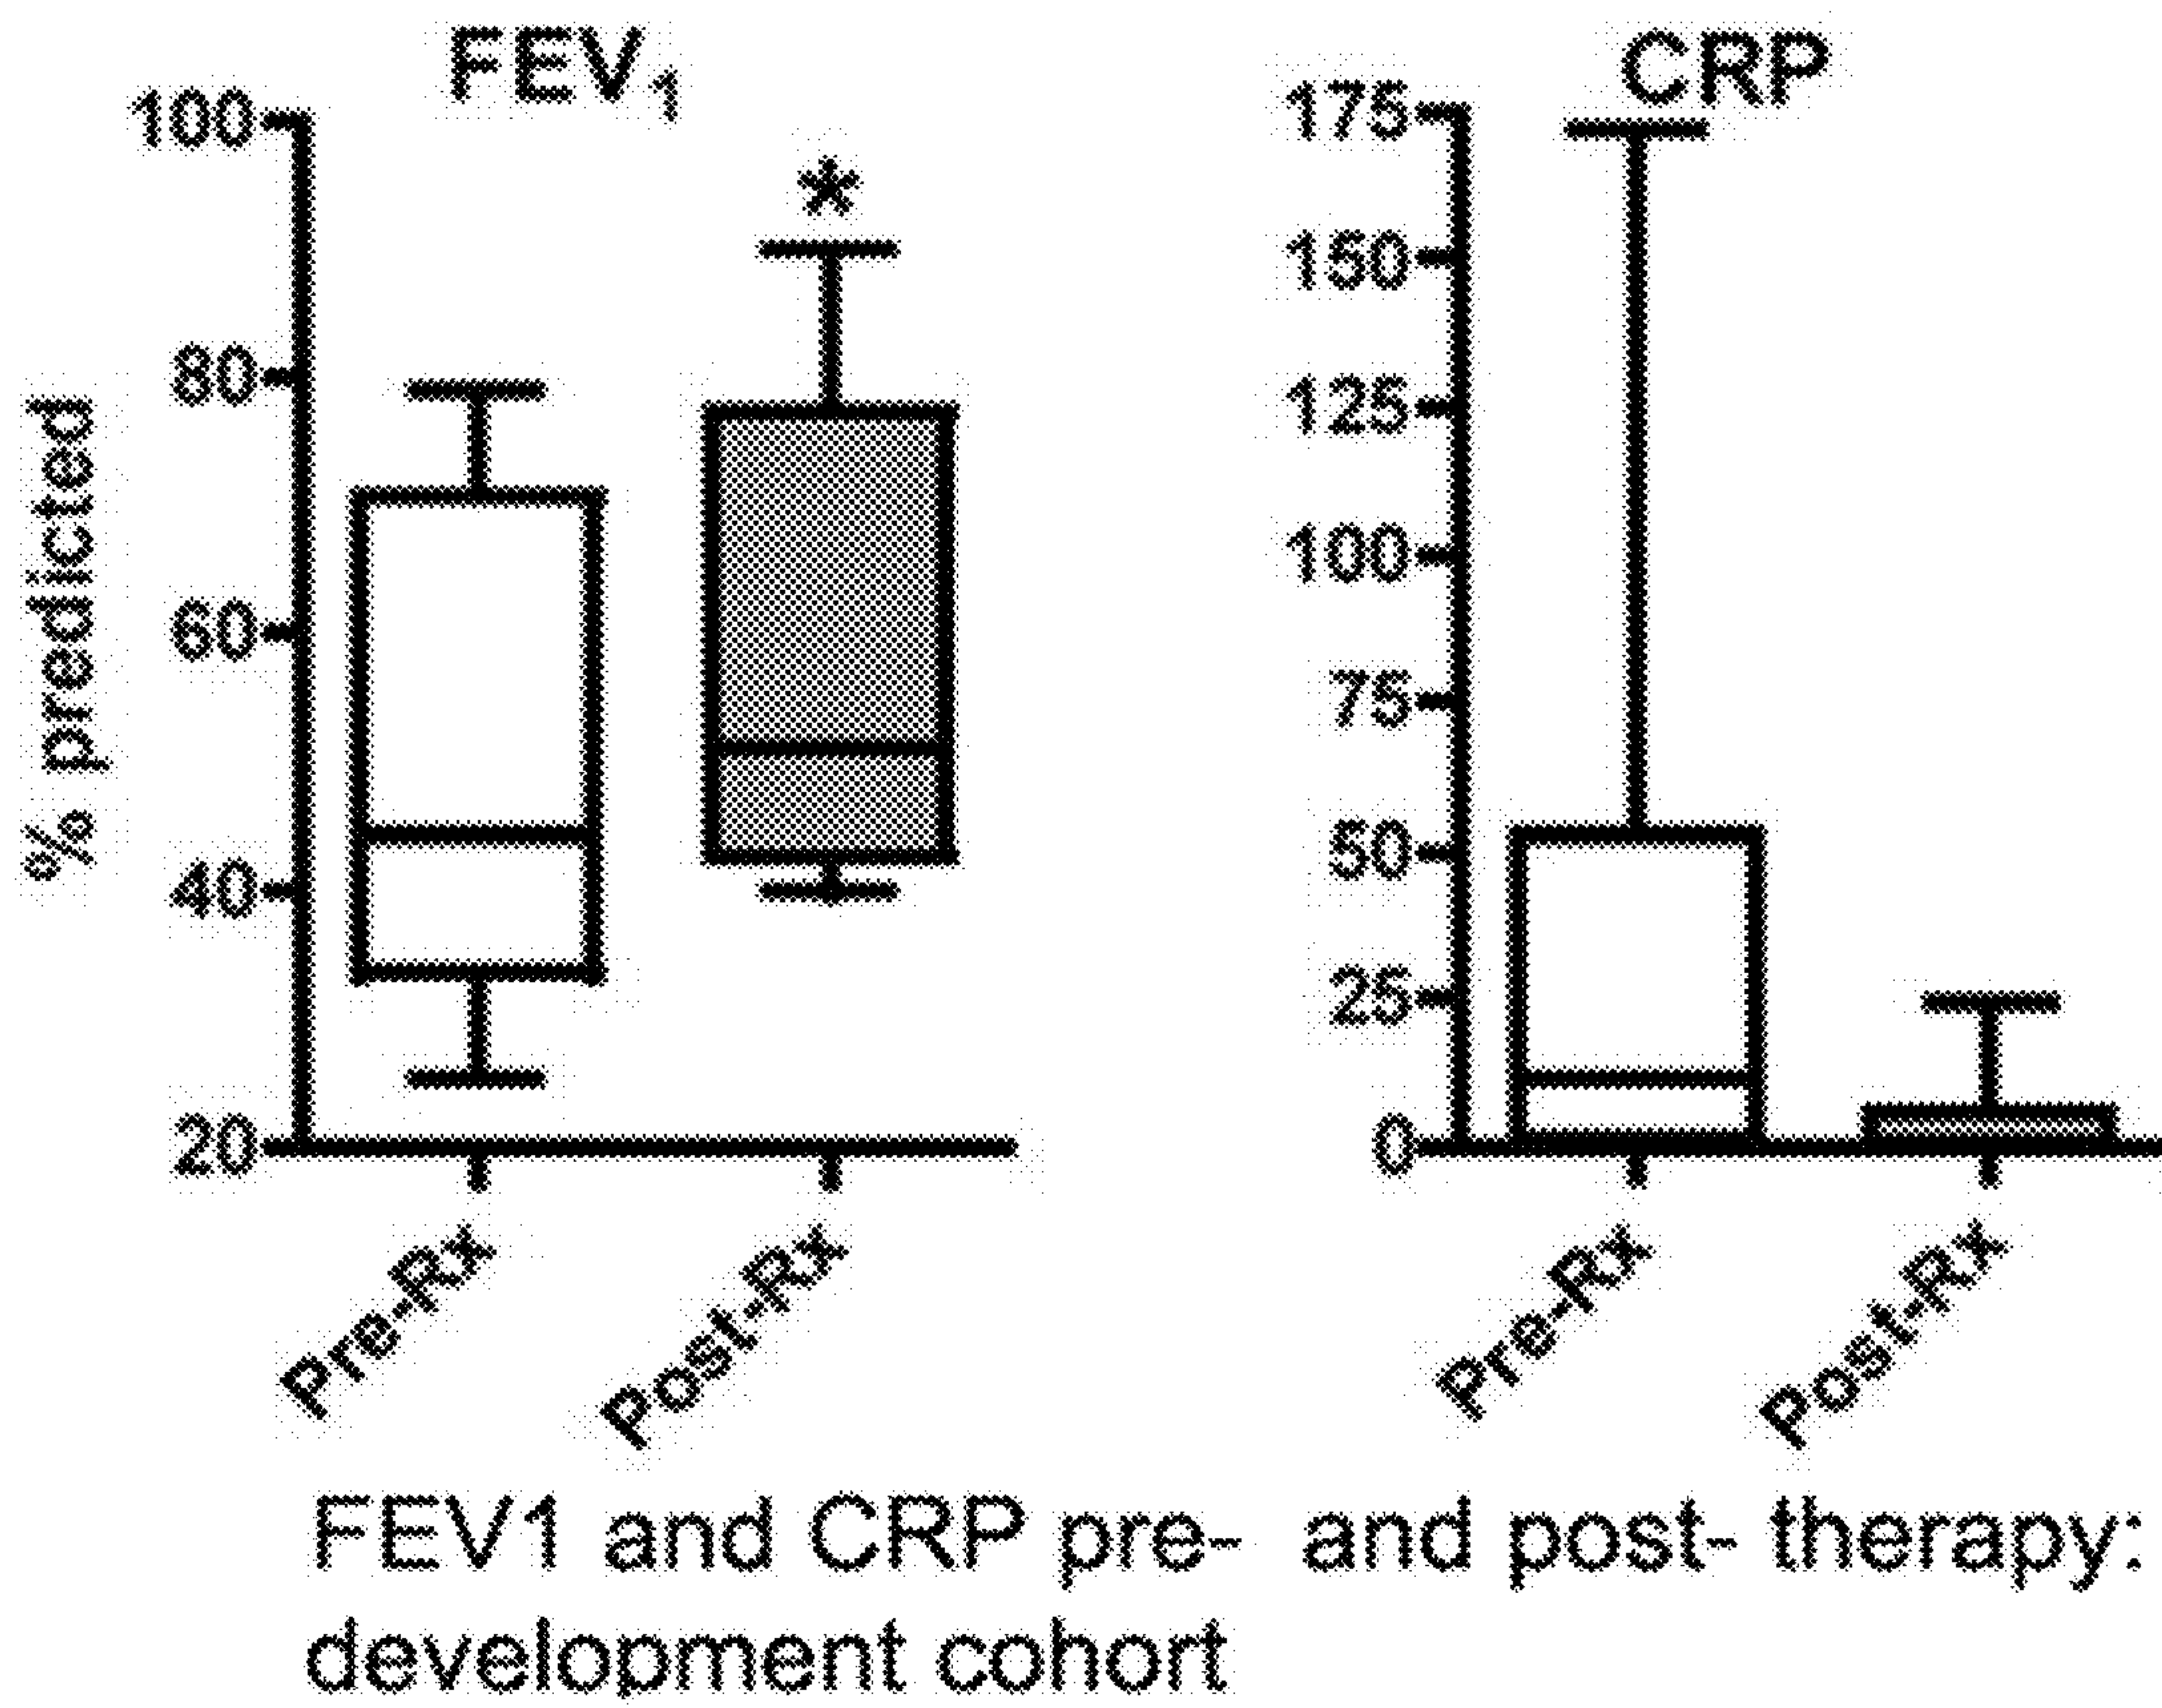 FEV1
100
80
60
40
20
% predicted
*
Pre-Rx
Post-Rx
CRP
175
150
125
100
75
50
25
0
Pre-Rx
Post-Rx
FEV1 and CRP pre- and post- therapy:
development cohort